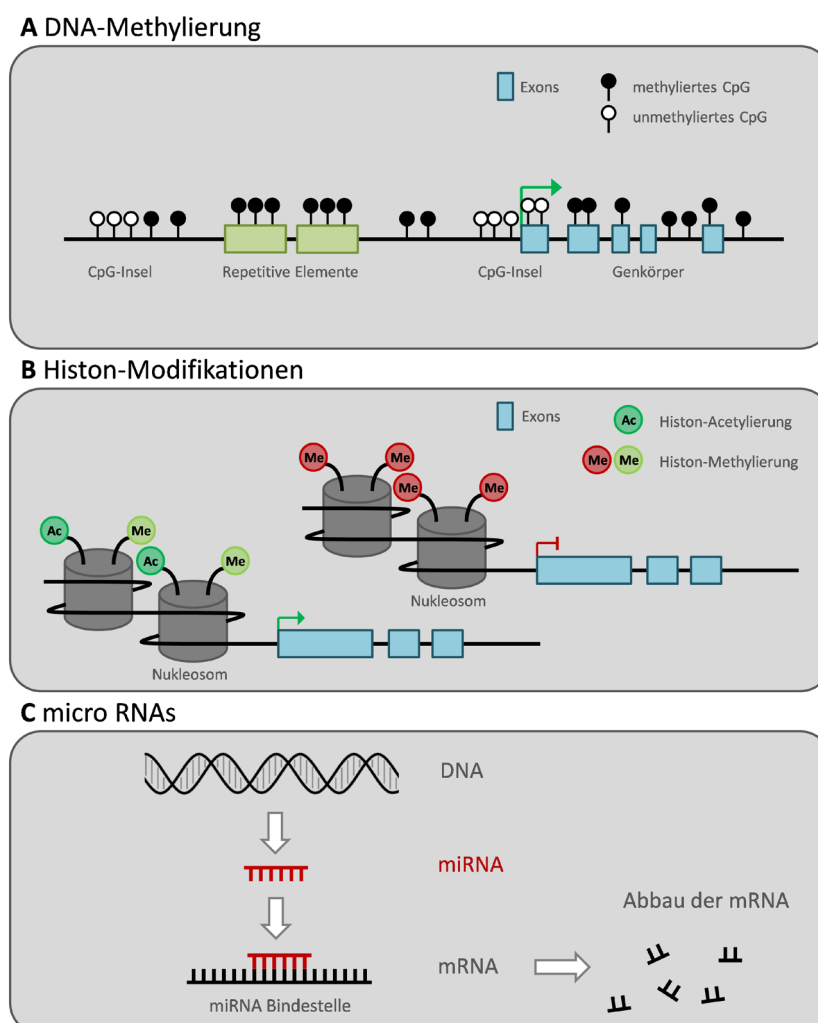 A DNA-Methylierung
Exons
methyliertes CpG
unmethyliertes CpG
CpG-Insel
Repetitive Elemente
CpG-Insel
Genkörper
B Histon-Modifikationen
Exons
Ac
Histon-Acetylierung
Me Me
Histon-Methylierung
Me
Me
Me
Me
Ac
Me
Ac
Me
Nukleosom
Nukleosom
C micro RNAs
DNA
miRNA
Abbau der mRNA
mRNA
miRNA Bindestelle